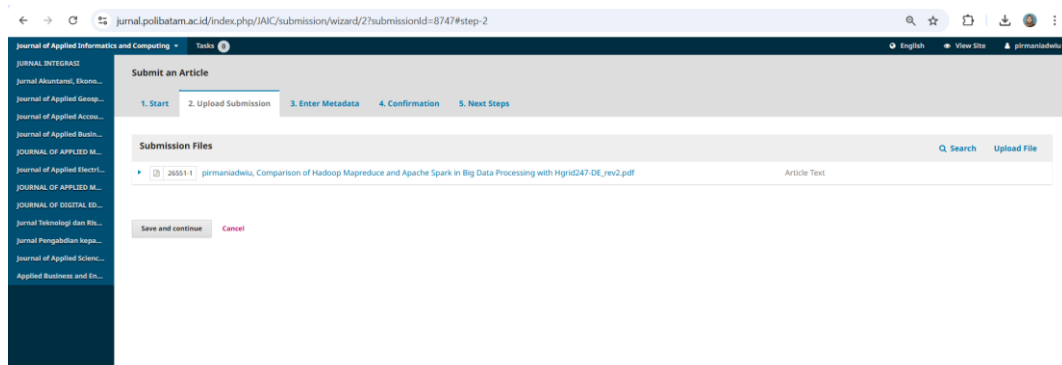 jurnal.polibatam.ac.id/index.php/JAIC/submission/wizard/2?submissionId=8747#step-2
Journal of Applied Informatics and Computing
Tasks 0
English
View Site
pirmaniadwiu
JURNAL INTEGRASI
Jurnal Akuntansi, Ekono...
Journal of Applied Geosp...
Journal of Applied Accou...
Journal of Applied Busin...
JOURNAL OF APPLIED M...
Journal of Applied Electri...
JOURNAL OF APPLIED M...
JOURNAL OF DIGITAL ED...
Jurnal Teknologi dan Ris...
Jurnal Pengabdian kepa...
Journal of Applied Scienc...
Applied Business and En...
Submit an Article
1. Start 2. Upload Submission 3. Enter Metadata 4. Confirmation 5. Next Steps
Submission Files
Search Upload File
26551-1 pirmaniadwiu, Comparison of Hadoop Mapreduce and Apache Spark in Big Data Processing with Hgrid247-DE_rev2.pdf Article Text
Save and continue Cancel